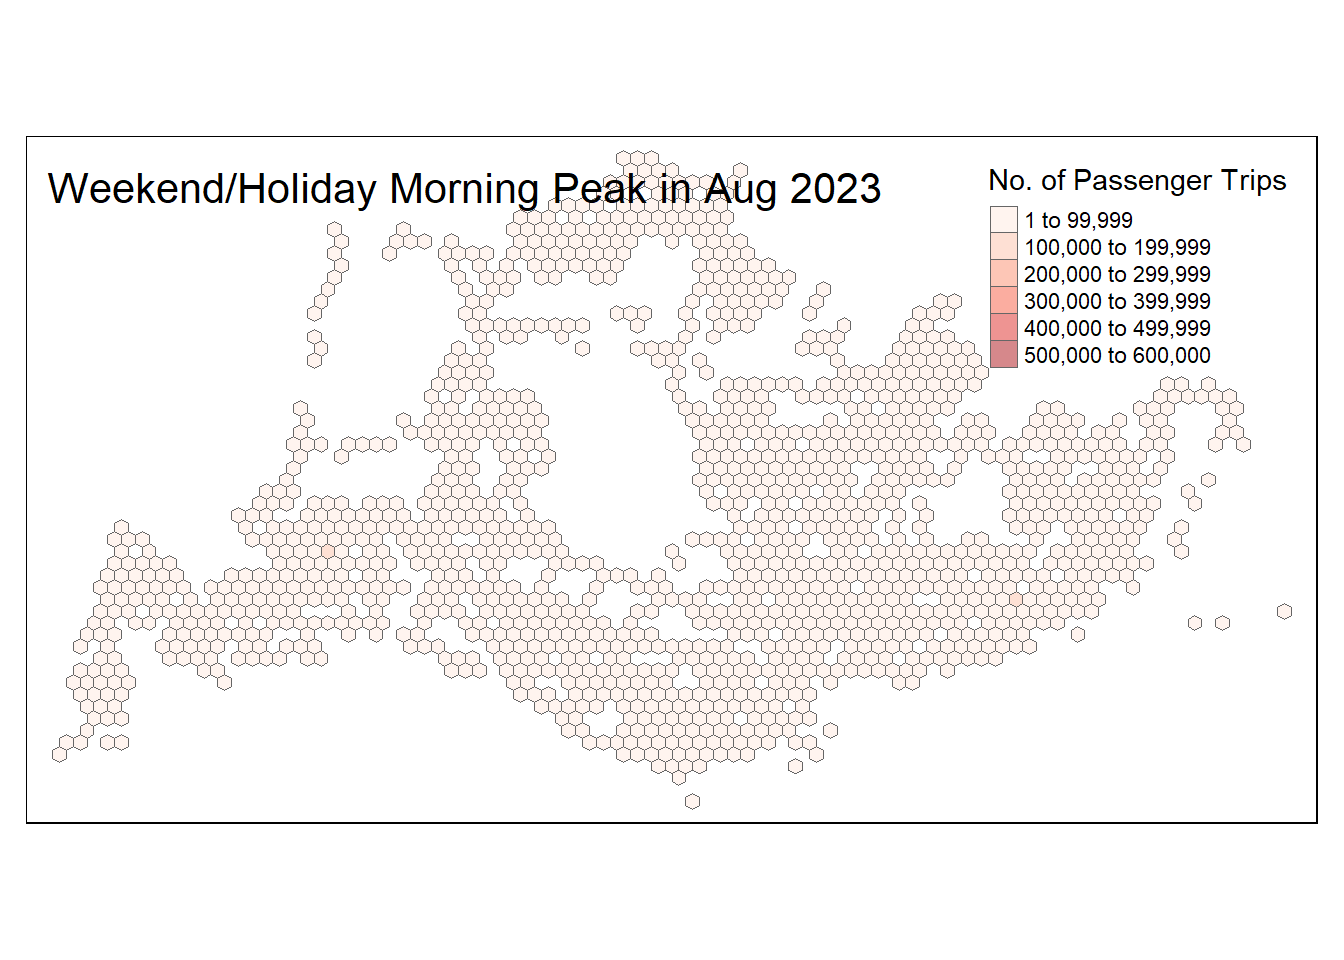 Weekend/Holiday Morning Peak in Aug 2023
No. of Passenger Trips
1 to 99,999
100,000 to 199,999
200,000 to 299,999
300,000 to 399,999
400,000 to 499,999
500,000 to 600,000